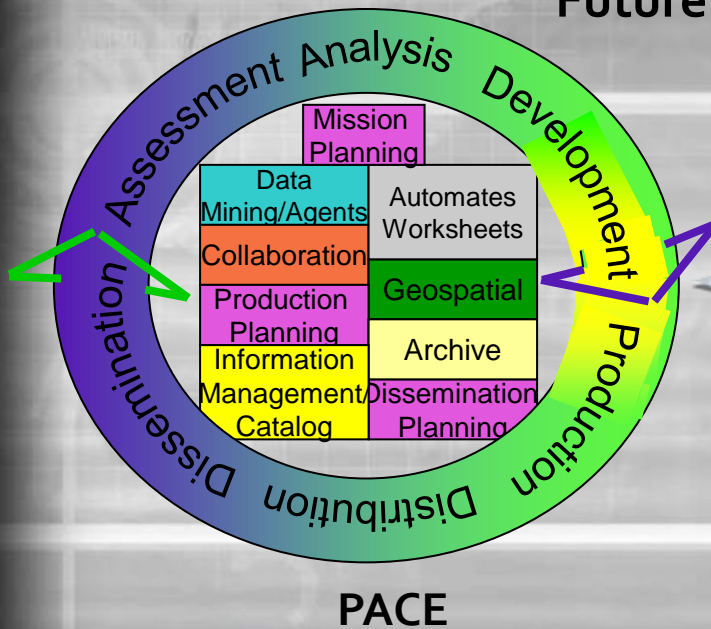 Future
Assessment Analysis Development Production Distribution Dissemination
Mission
Planning
Data
Mining/Agents
Collaboration
Production
Planning
Information
Management/
Catalog
Automates
Worksheets
Geospatial
Archive
Dissemination
Planning
PACE